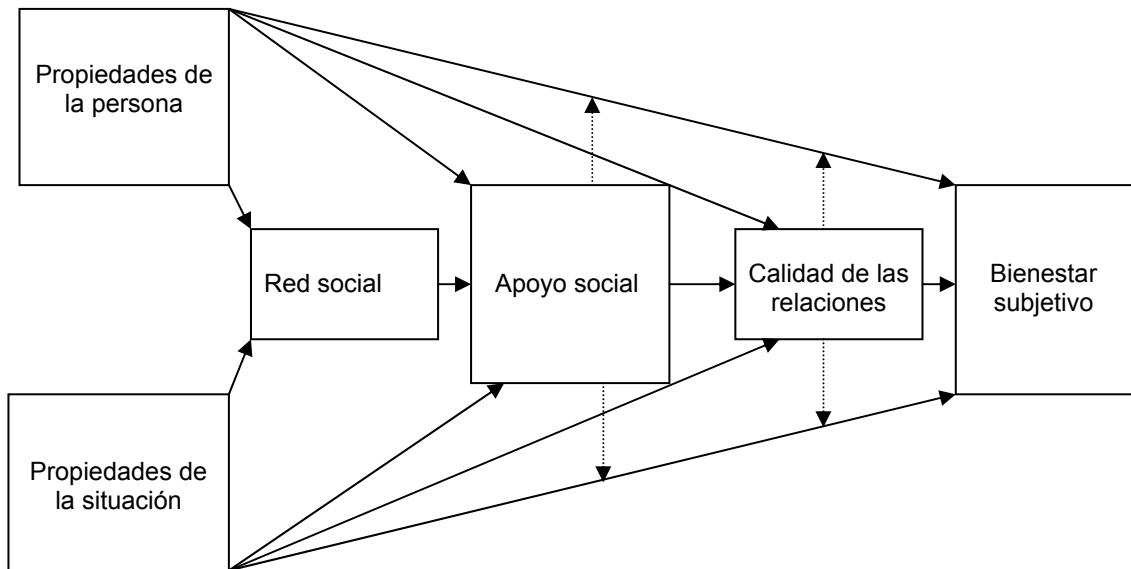 Propiedades de
la persona
Red social
Apoyo social
Calidad de las
relaciones
Bienestar
subjetivo
Propiedades de
la situación